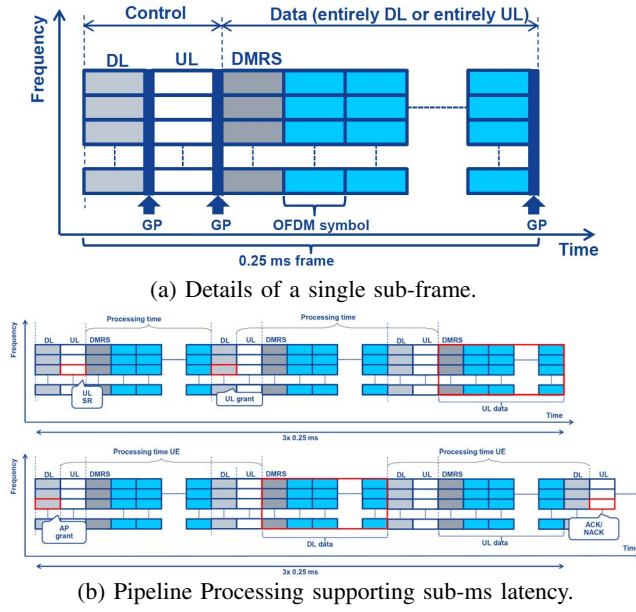 Control
Data (entirely DL or entirely UL)
DL
UL
DMRS
Frequency
GP
GP
OFDM symbol
GP
Time
0.25 ms frame
(a) Details of a single sub-frame.
Processing time
Processing time
Frequency
DL
UL
DMRS
DL
UL
DMRS
DL
UL
DMRS
UL
SR
UL grant
UL data
Time
3x 0.25 ms
Processing time UE
Processing time UE
Frequency
DL
UL
DMRS
DL
UL
DMRS
DL
UL
DMRS
DL
UL
AP
grant
DL data
UL data
ACK/
NACK
Time
3x 0.25 ms
(b) Pipeline Processing supporting sub-ms latency.